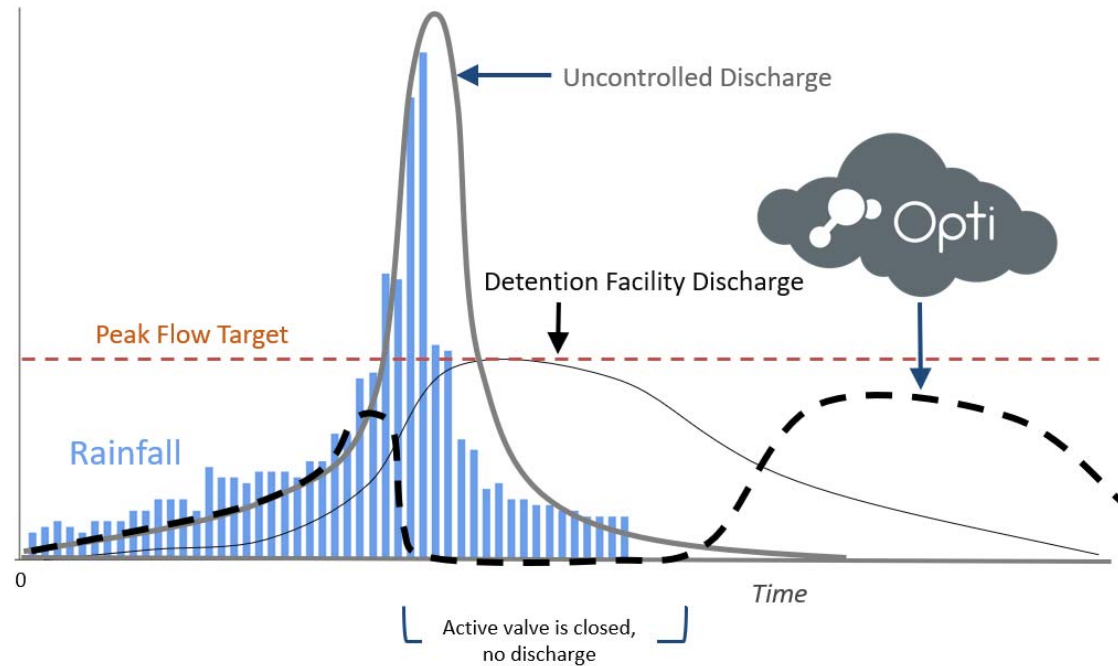 Uncontrolled Discharge
Opti
Detention Facility Discharge
Peak Flow Target
Rainfall
0
Time
Active valve is closed,
no discharge